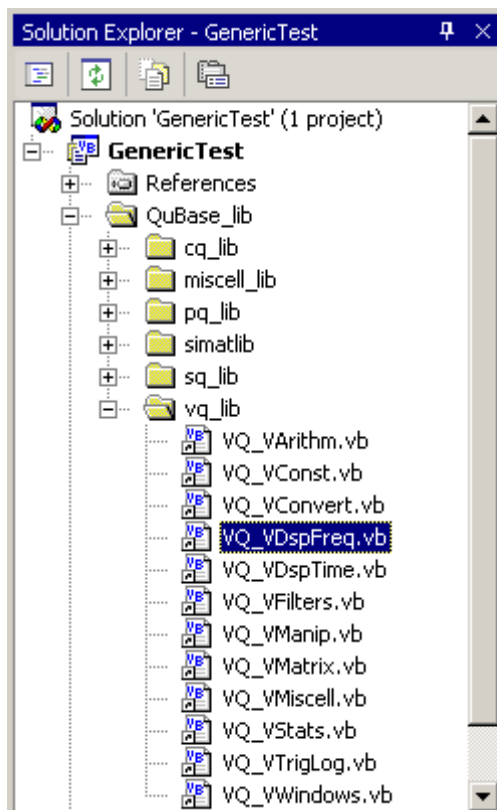 Solution Explorer - GenericTest
Solution 'GenericTest' (1 project)
GenericTest
References
QuBase_lib
cq_lib
miscell_lib
pq_lib
simatlib
sq_lib
vq_lib
VQ_VArithm.vb
VQ_VConst.vb
VQ_VConvert.vb
VQ_VDspFreq.vb
VQ_VDspTime.vb
VQ_VFilters.vb
VQ_VManip.vb
VQ_VMatrix.vb
VQ_VMiscell.vb
VQ_VStats.vb
VQ_VTrigLog.vb
VQ_VWindows.vb